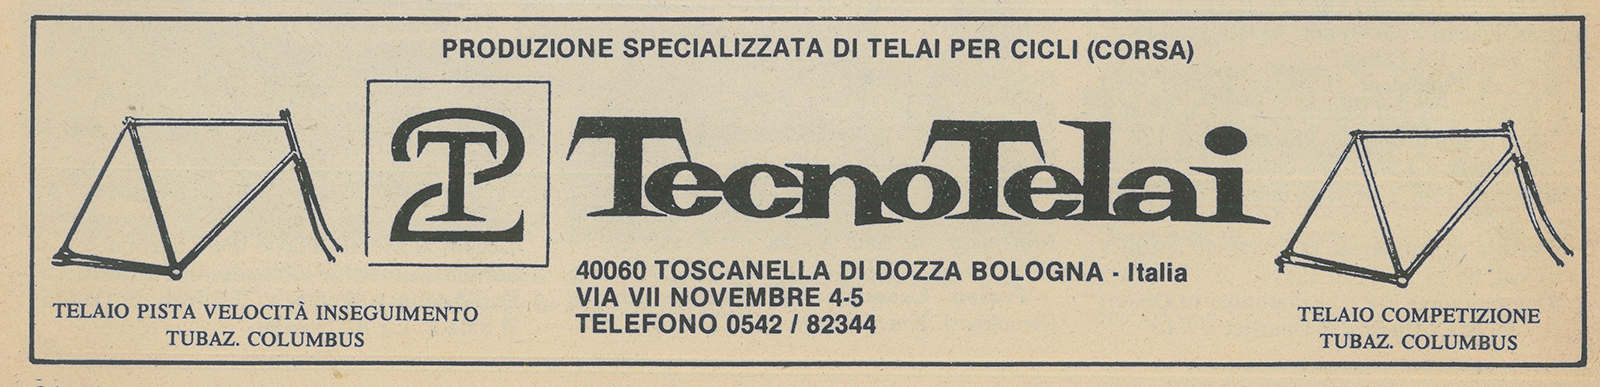 PRODUZIONE SPECIALIZZATA DI TELAI PER CICLI (CORSA)
2T
TecnoTelai
40060 TOSCANELLA DI DOZZA BOLOGNA - Italia
VIA VII NOVEMBRE 4-5
TELEFONO 0542 / 82344
TELAIO PISTA VELOCITÀ INSEGUIMENTO
TUBAZ. COLUMBUS
TELAIO COMPETIZIONE
TUBAZ. COLUMBUS